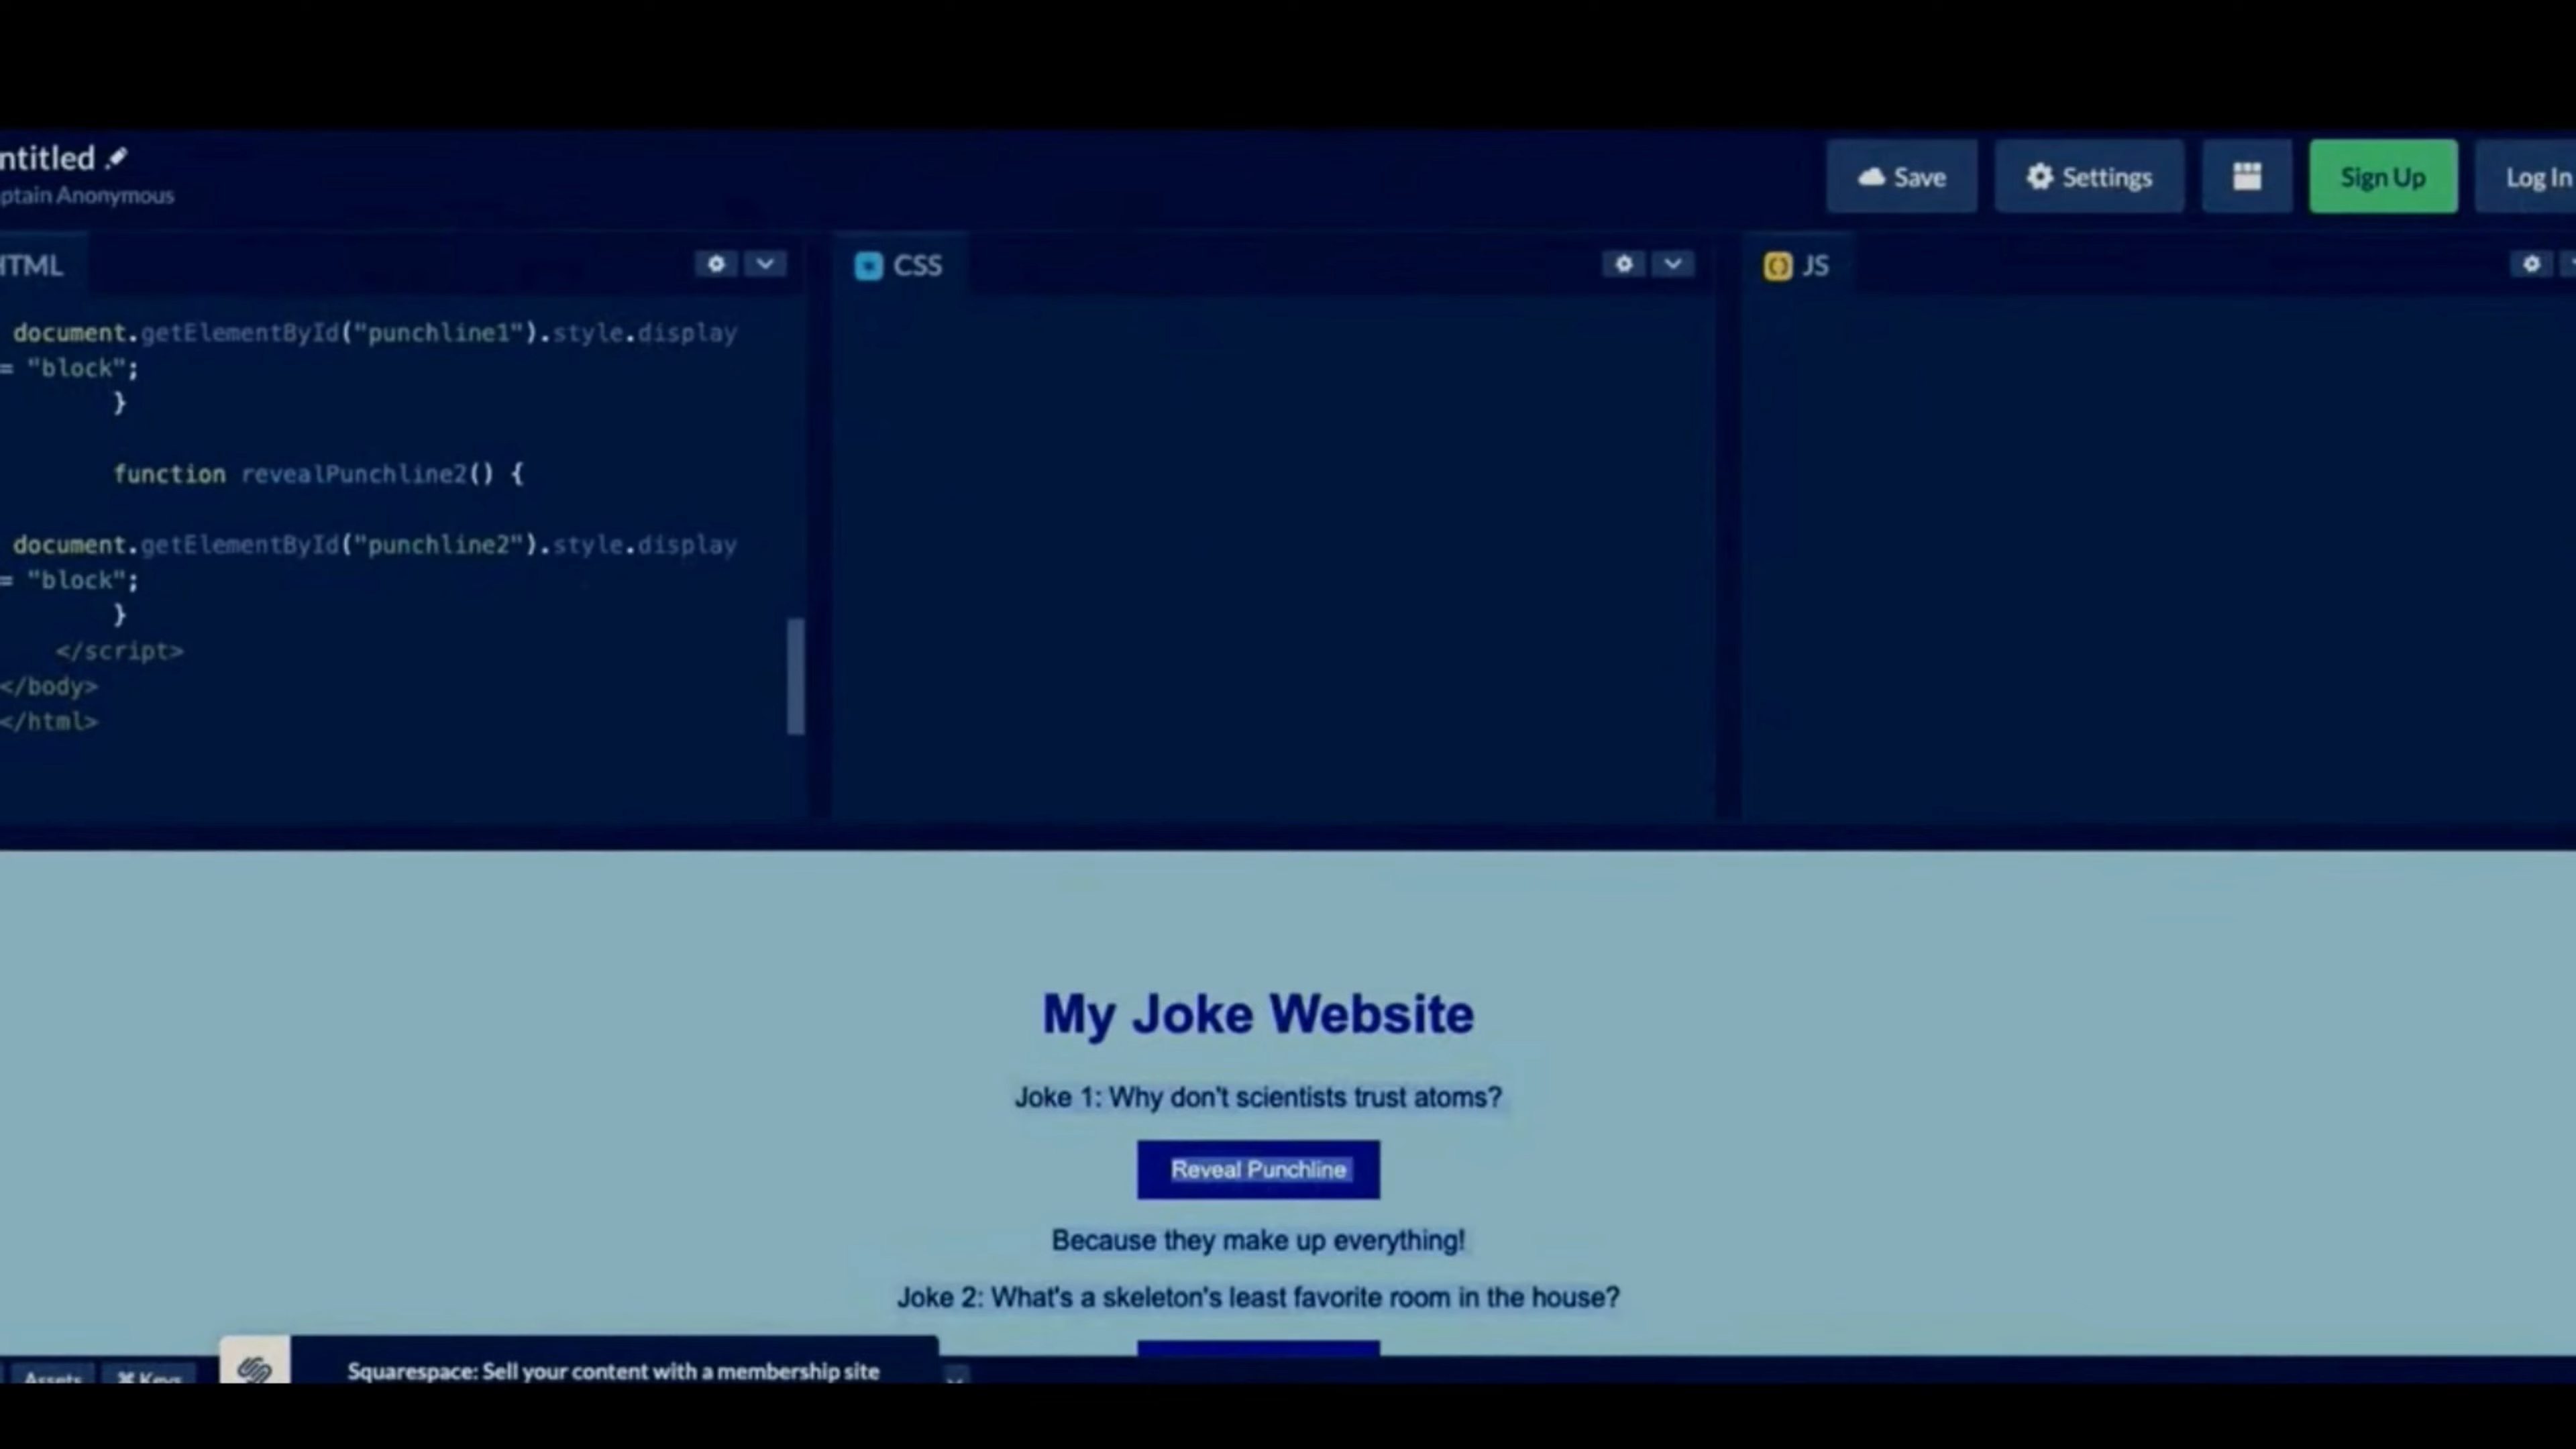 ntitled
ptain Anonymous
Save
Settings
Sign Up
Log In
HTML
CSS
JS
document.getElementById("punchline1").style.display
= "block";
}
function revealPunchline2() {
document.getElementById("punchline2").style.display
= "block";
}
</script>
</body>
</html>
My Joke Website
Joke 1: Why don't scientists trust atoms?
Reveal Punchline
Because they make up everything!
Joke 2: What's a skeleton's least favorite room in the house?
Assets
⌘ Keys
Squarespace: Sell your content with a membership site